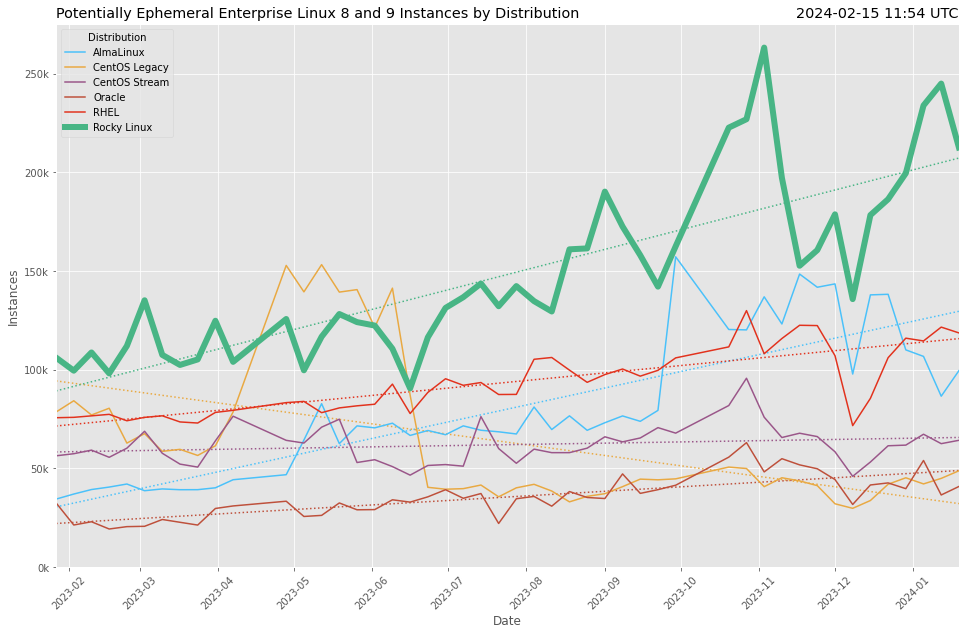 Potentially Ephemeral Enterprise Linux 8 and 9 Instances by Distribution
2024-02-15 11:54 UTC
Distribution
AlmaLinux
CentOS Legacy
CentOS Stream
Oracle
RHEL
Rocky Linux
250k
200k
150k
100k
50k
0k
Instances
2023-02
2023-03
2023-04
2023-05
2023-06
2023-07
2023-08
2023-09
2023-10
2023-11
2023-12
2024-01
Date